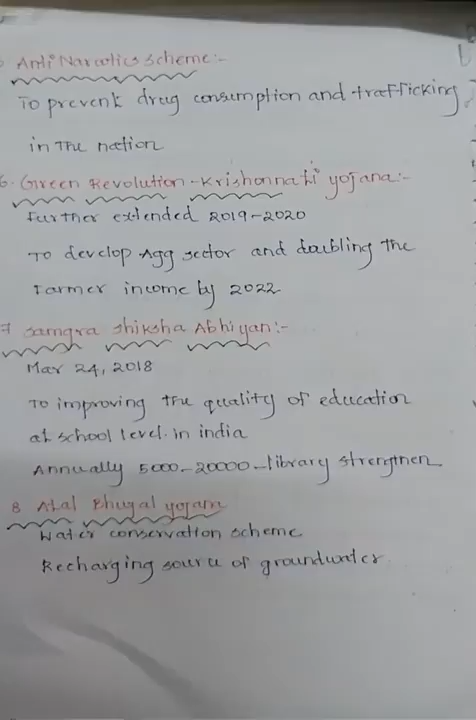 Anti Narcotics scheme:-
To prevent drug consumption and trafficking
in The nation
6. Green Revolution - Krishonnati yojana:-
Further extended 2019-2020
To develop Agg sector and doubling the
Farmer income by 2022
7 Samgra Shiksha Abhiyan:-
Mar 24, 2018
To improving the quality of education
at school level in india
Annually 5000-20000-library strengthen
8 Atal Bhugal yojana
Water conservation scheme
Recharging source of groundwater.